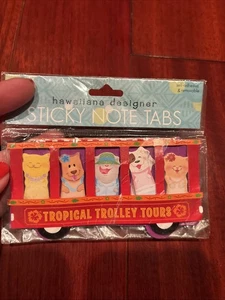 hawaiiana designer
STICKY NOTE TABS
TROPICAL TROLLEY TOURS